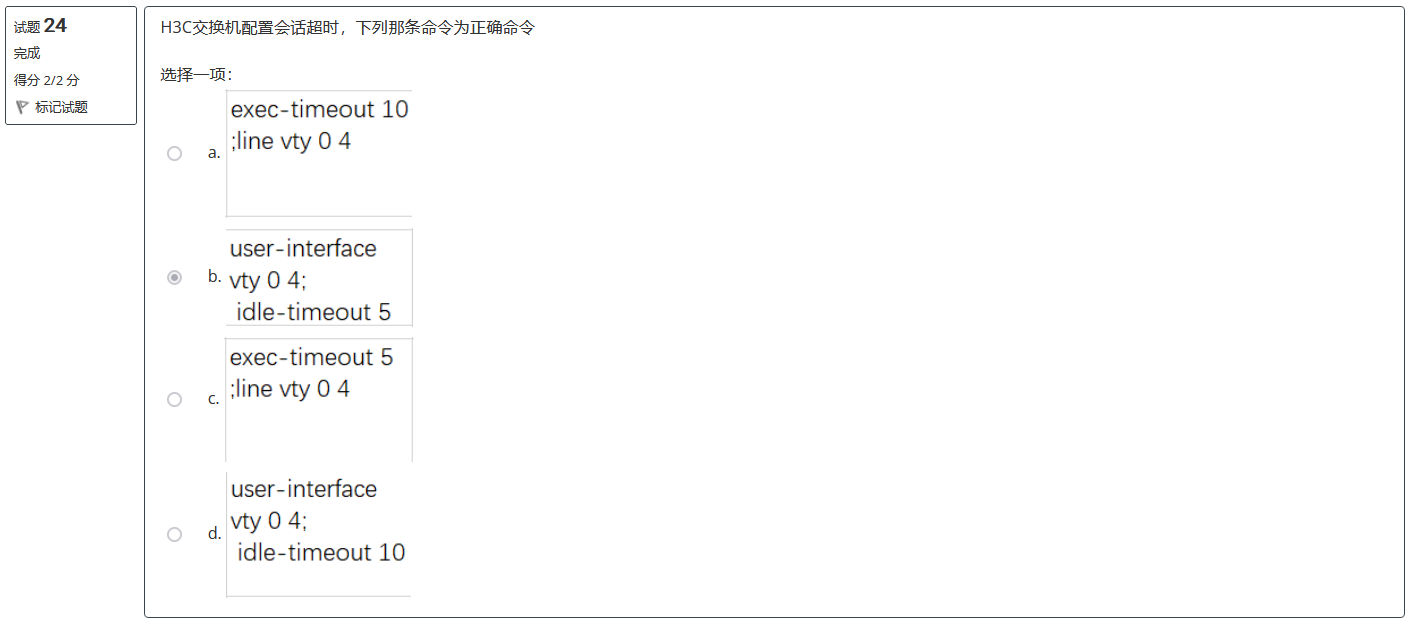 试题 24
完成
得分 2/2 分
标记试题
H3C交换机配置会话超时，下列那条命令为正确命令
选择一项：
a.
exec-timeout 10
;line vty 0 4
b.
user-interface
vty 0 4;
idle-timeout 5
c.
exec-timeout 5
;line vty 0 4
d.
user-interface
vty 0 4;
idle-timeout 10